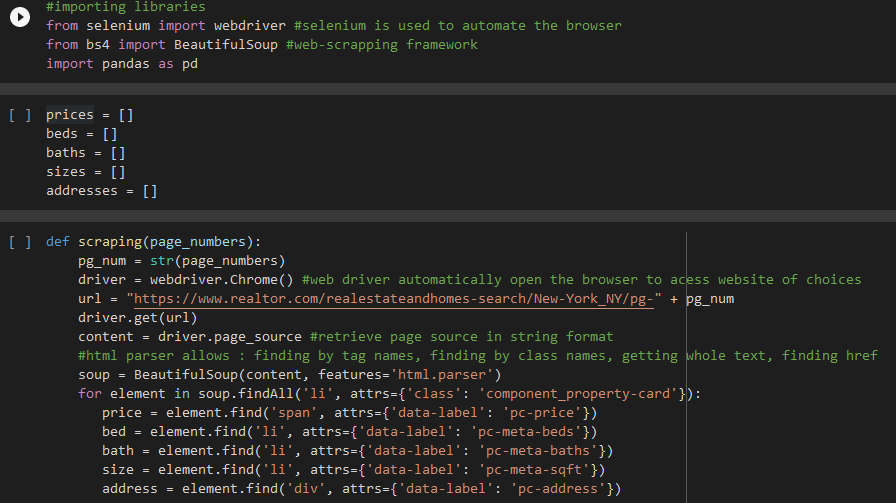 #importing libraries
from selenium import webdriver #selenium is used to automate the browser
from bs4 import BeautifulSoup #web-scrapping framework
import pandas as pd
[ ] prices = []
beds = []
baths = []
sizes = []
addresses = []
[ ] def scraping(page_numbers):
pg_num = str(page_numbers)
driver = webdriver.Chrome() #web driver automatically open the browser to acess website of choices
url = "https://www.realtor.com/realestateandhomes-search/New-York_NY/pg-" + pg_num
driver.get(url)
content = driver.page_source #retrieve page source in string format
#html parser allows : finding by tag names, finding by class names, getting whole text, finding href
soup = BeautifulSoup(content, features='html.parser')
for element in soup.findAll('li', attrs={'class': 'component_property-card'}):
price = element.find('span', attrs={'data-label': 'pc-price'})
bed = element.find('li', attrs={'data-label': 'pc-meta-beds'})
bath = element.find('li', attrs={'data-label': 'pc-meta-baths'})
size = element.find('li', attrs={'data-label': 'pc-meta-sqft'})
address = element.find('div', attrs={'data-label': 'pc-address'})